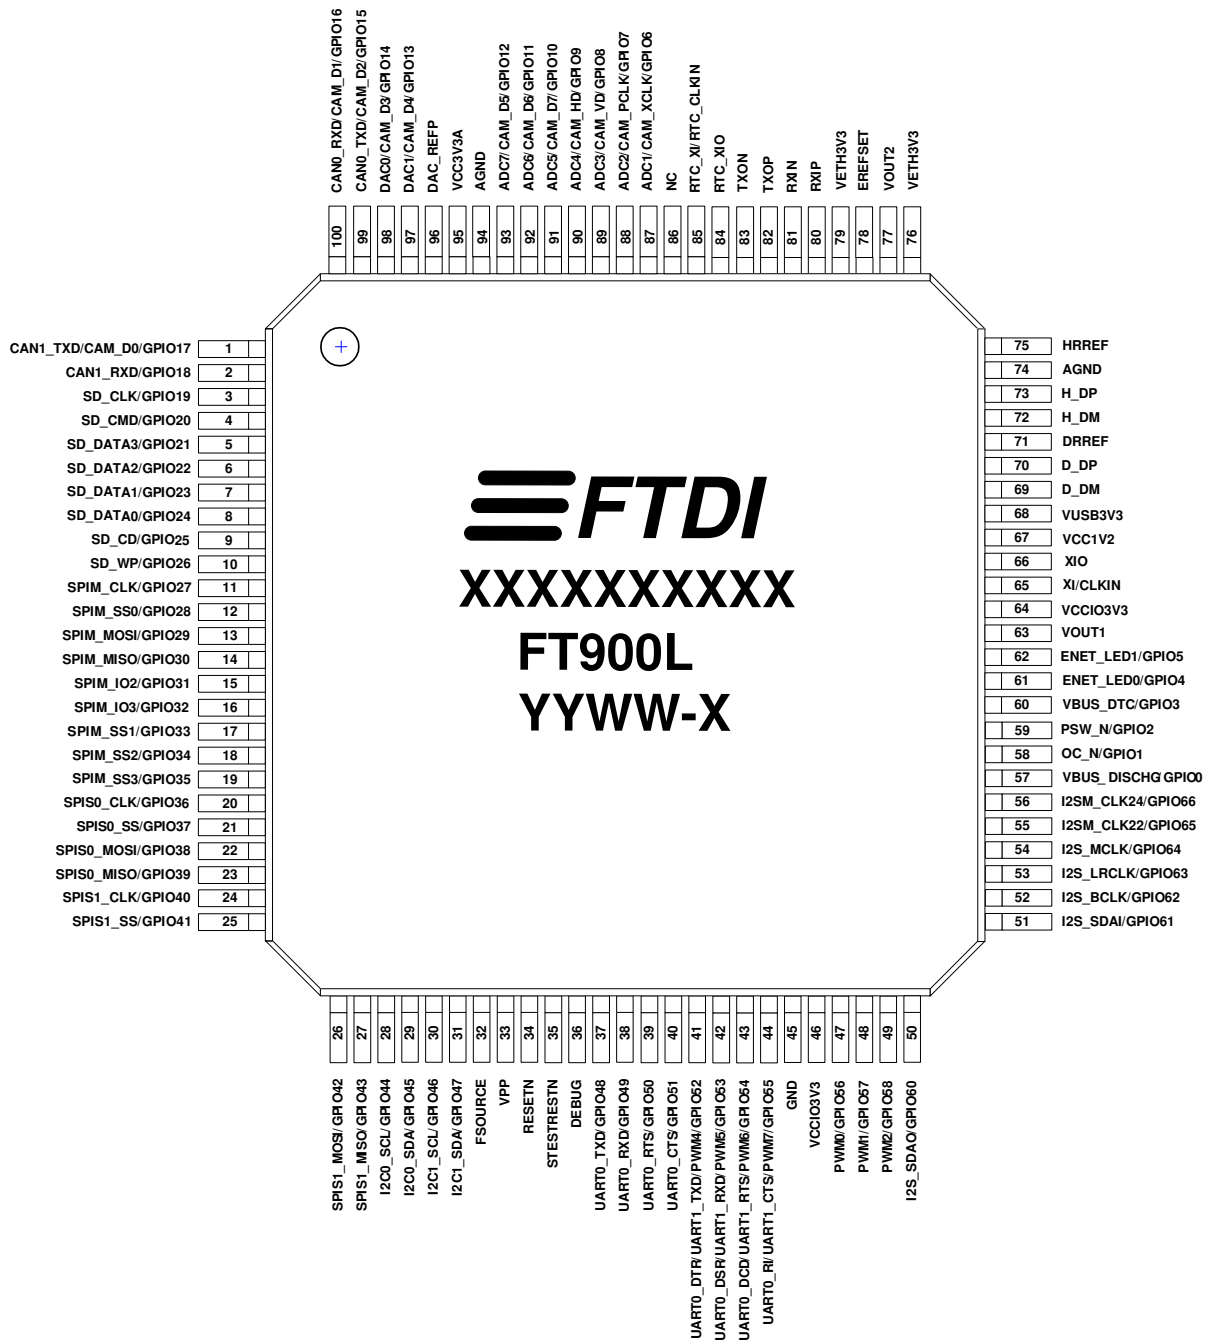 CAN0_RXD/CAM_D1/GPIO16
CAN0_TXD/CAM_D2/GPIO15
DAC0/CAM_D3/GPIO14
DAC1/CAM_D4/GPIO13
DAC_REFP
VCC3V3A
AGND
ADC7/CAM_D5/GPIO12
ADC6/CAM_D6/GPIO11
ADC5/CAM_D7/GPIO10
ADC4/CAM_HD/GPIO9
ADC3/CAM_VD/GPIO8
ADC2/CAM_PCLK/GPIO7
ADC1/CAM_XCLK/GPIO6
NC
RTC_XI/RTC_CLKIN
RTC_XIO
TXON
TXOP
RXIN
RXIP
VETH3V3
EREFSET
VOUT2
VETH3V3
100
99
98
97
96
95
94
93
92
91
90
89
88
87
86
85
84
83
82
81
80
79
78
77
76
CAN1_TXD/CAM_D0/GPIO17 1
CAN1_RXD/GPIO18 2
SD_CLK/GPIO19 3
SD_CMD/GPIO20 4
SD_DATA3/GPIO21 5
SD_DATA2/GPIO22 6
SD_DATA1/GPIO23 7
SD_DATA0/GPIO24 8
SD_CD/GPIO25 9
SD_WP/GPIO26 10
SPIM_CLK/GPIO27 11
SPIM_SS0/GPIO28 12
SPIM_MOSI/GPIO29 13
SPIM_MISO/GPIO30 14
SPIM_IO2/GPIO31 15
SPIM_IO3/GPIO32 16
SPIM_SS1/GPIO33 17
SPIM_SS2/GPIO34 18
SPIM_SS3/GPIO35 19
SPIS0_CLK/GPIO36 20
SPIS0_SS/GPIO37 21
SPIS0_MOSI/GPIO38 22
SPIS0_MISO/GPIO39 23
SPIS1_CLK/GPIO40 24
SPIS1_SS/GPIO41 25
FTDI
XXXXXXXXXX
FT900L
YYWW-X
75 HRREF
74 AGND
73 H_DP
72 H_DM
71 DRREF
70 D_DP
69 D_DM
68 VUSB3V3
67 VCC1V2
66 XIO
65 XI/CLKIN
64 VCCIO3V3
63 VOUT1
62 ENET_LED1/GPIO5
61 ENET_LED0/GPIO4
60 VBUS_DTC/GPIO3
59 PSW_N/GPIO2
58 OC_N/GPIO1
57 VBUS_DISCHG/GPIO0
56 I2SM_CLK24/GPIO66
55 I2SM_CLK22/GPIO65
54 I2S_MCLK/GPIO64
53 I2S_LRCLK/GPIO63
52 I2S_BCLK/GPIO62
51 I2S_SDAI/GPIO61
26
27
28
29
30
31
32
33
34
35
36
37
38
39
40
41
42
43
44
45
46
47
48
49
50
SPIS1_MOSI/GPIO42
SPIS1_MISO/GPIO43
I2C0_SCL/GPIO44
I2C0_SDA/GPIO45
I2C1_SCL/GPIO46
I2C1_SDA/GPIO47
FSOURCE
VPP
RESETN
STESTRESTN
DEBUG
UART0_TXD/GPIO48
UART0_RXD/GPIO49
UART0_RTS/GPIO50
UART0_CTS/GPIO51
UART0_DTR/UART1_TXD/PWM4/GPIO52
UART0_DSR/UART1_RXD/PWM5/GPIO53
UART0_DCD/UART1_RTS/PWM6/GPIO54
UART0_RI/UART1_CTS/PWM7/GPIO55
GND
VCCIO3V3
PWM0/GPIO56
PWM1/GPIO57
PWM2/GPIO58
I2S_SDAO/GPIO60